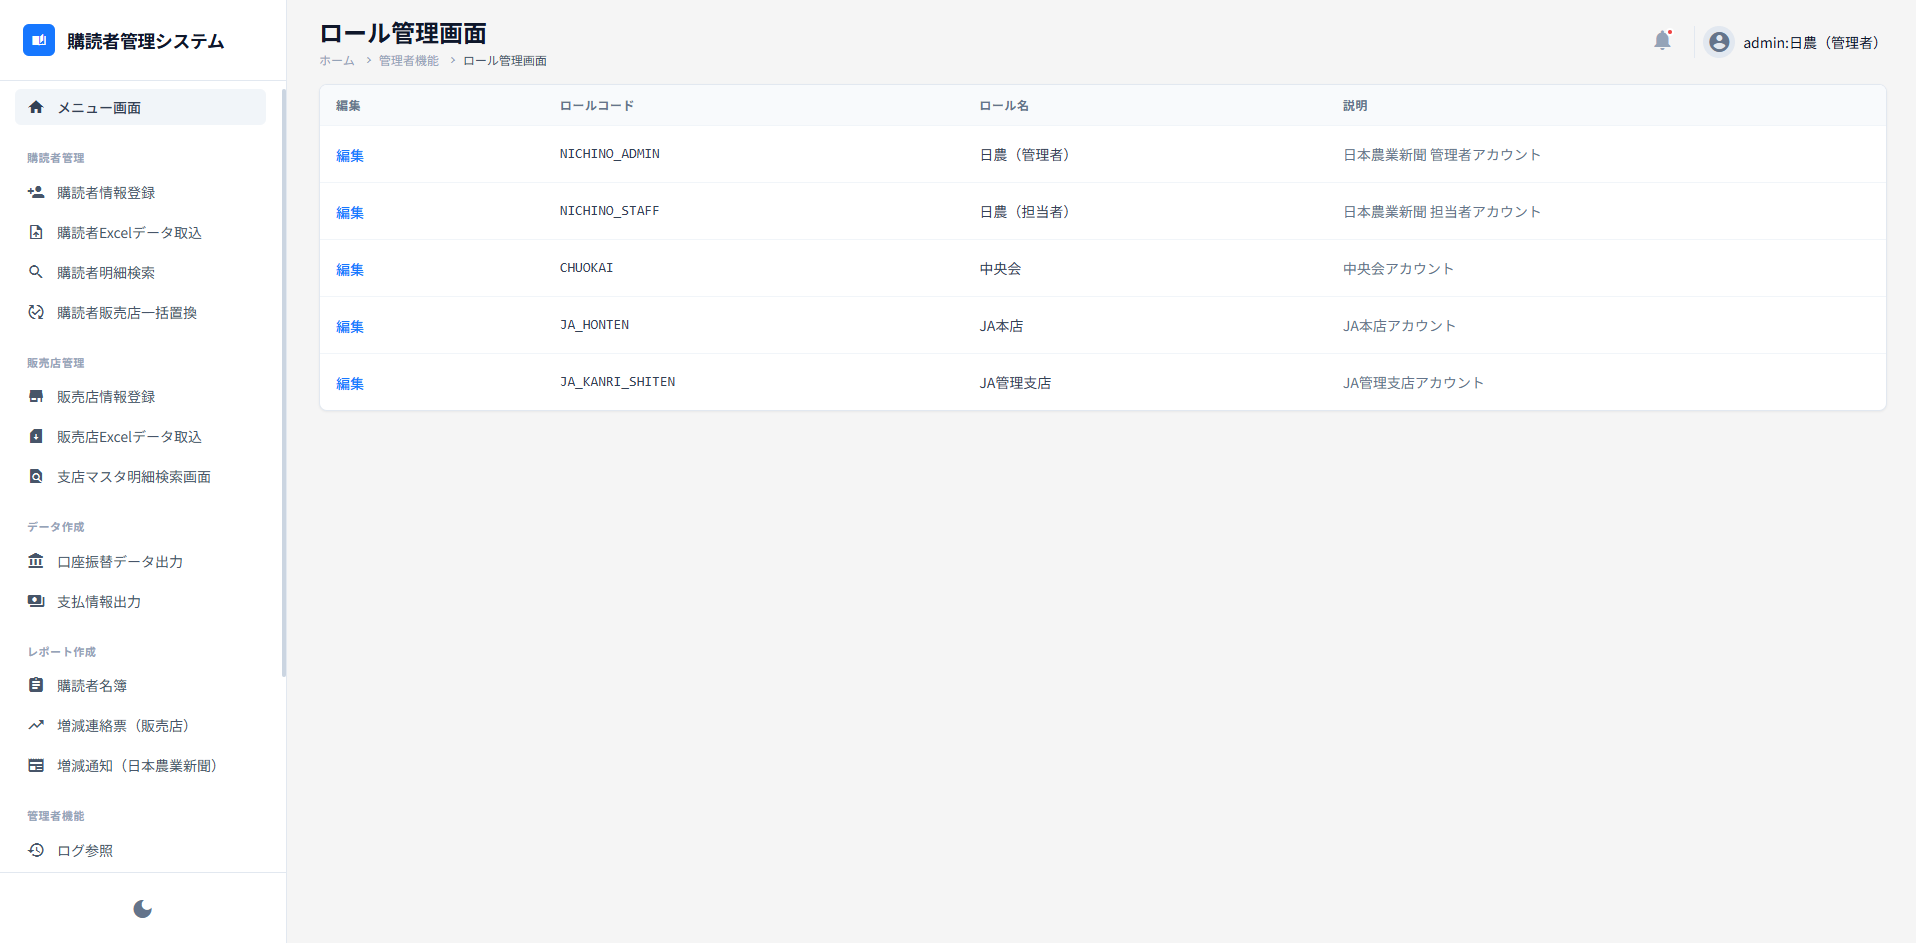 購読者管理システム
メニュー画面
購読者管理
購読者情報登録
購読者Excelデータ取込
購読者明細検索
購読者販売店一括置換
販売店管理
販売店情報登録
販売店Excelデータ取込
支店マスタ明細検索画面
データ作成
口座振替データ出力
支払情報出力
レポート作成
購読者名簿
増減連絡票（販売店）
増減通知（日本農業新聞）
管理者機能
ログ参照
ロール管理画面
ホーム > 管理者機能 > ロール管理画面
admin:日農（管理者）
編集 ロールコード ロール名 説明
編集 NICHINO_ADMIN 日農（管理者） 日本農業新聞 管理者アカウント
編集 NICHINO_STAFF 日農（担当者） 日本農業新聞 担当者アカウント
編集 CHUOKAI 中央会 中央会アカウント
編集 JA_HONTEN JA本店 JA本店アカウント
編集 JA_KANRI_SHITEN JA管理支店 JA管理支店アカウント